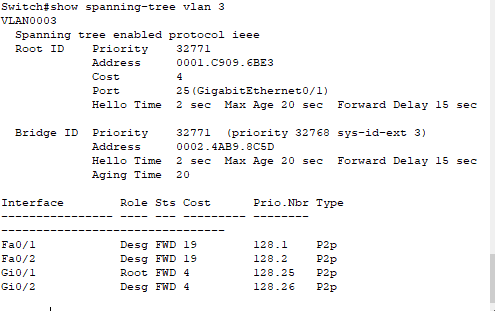 Switch#show spanning-tree vlan 3
VLAN0003
  Spanning tree enabled protocol ieee
  Root ID    Priority    32771
             Address     0001.C909.6BE3
             Cost        4
             Port        25(GigabitEthernet0/1)
             Hello Time  2 sec  Max Age 20 sec  Forward Delay 15 sec

  Bridge ID  Priority    32771  (priority 32768 sys-id-ext 3)
             Address     0002.4AB9.8C5D
             Hello Time  2 sec  Max Age 20 sec  Forward Delay 15 sec
             Aging Time  20

Interface        Role Sts Cost      Prio.Nbr Type
---------------- ---- --- --------- -------- --------------------------------
Fa0/1            Desg FWD 19        128.1    P2p
Fa0/2            Desg FWD 19        128.2    P2p
Gi0/1            Root FWD 4         128.25   P2p
Gi0/2            Desg FWD 4         128.26   P2p